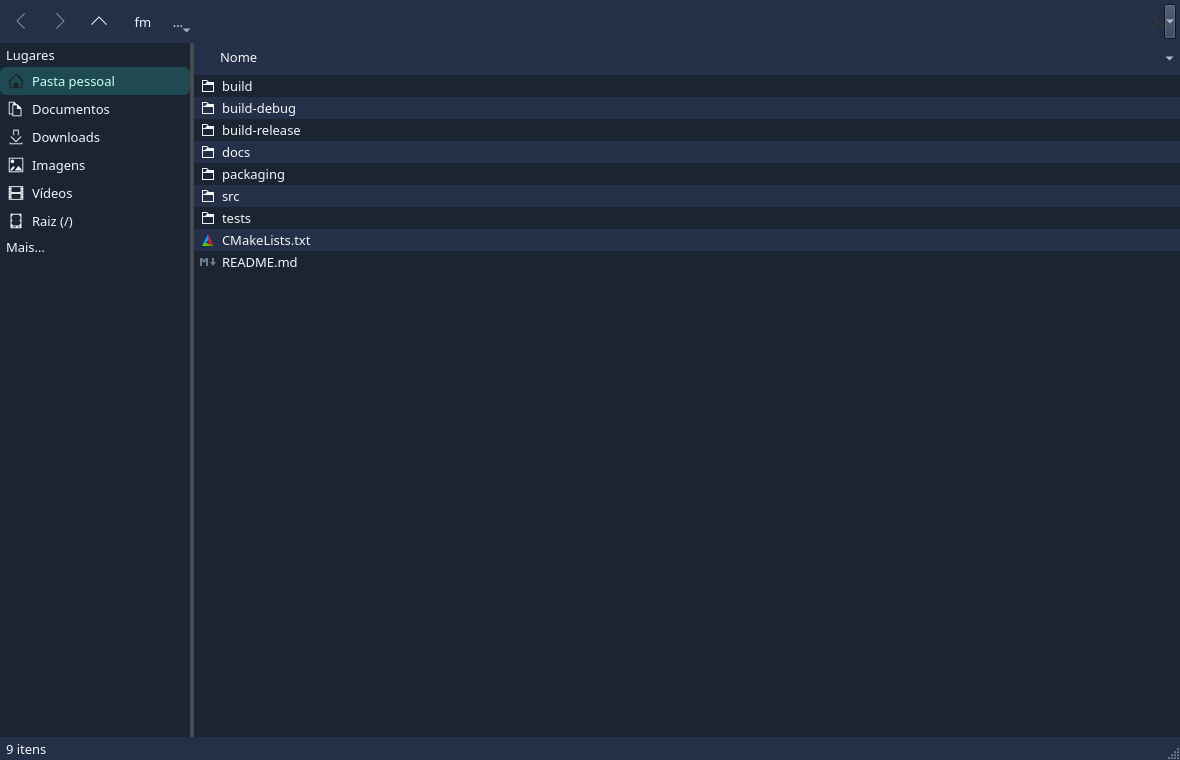 fm ...
Lugares
Pasta pessoal
Documentos
Downloads
Imagens
Vídeos
Raiz (/)
Mais...
Nome
build
build-debug
build-release
docs
packaging
src
tests
CMakeLists.txt
M README.md
9 itens